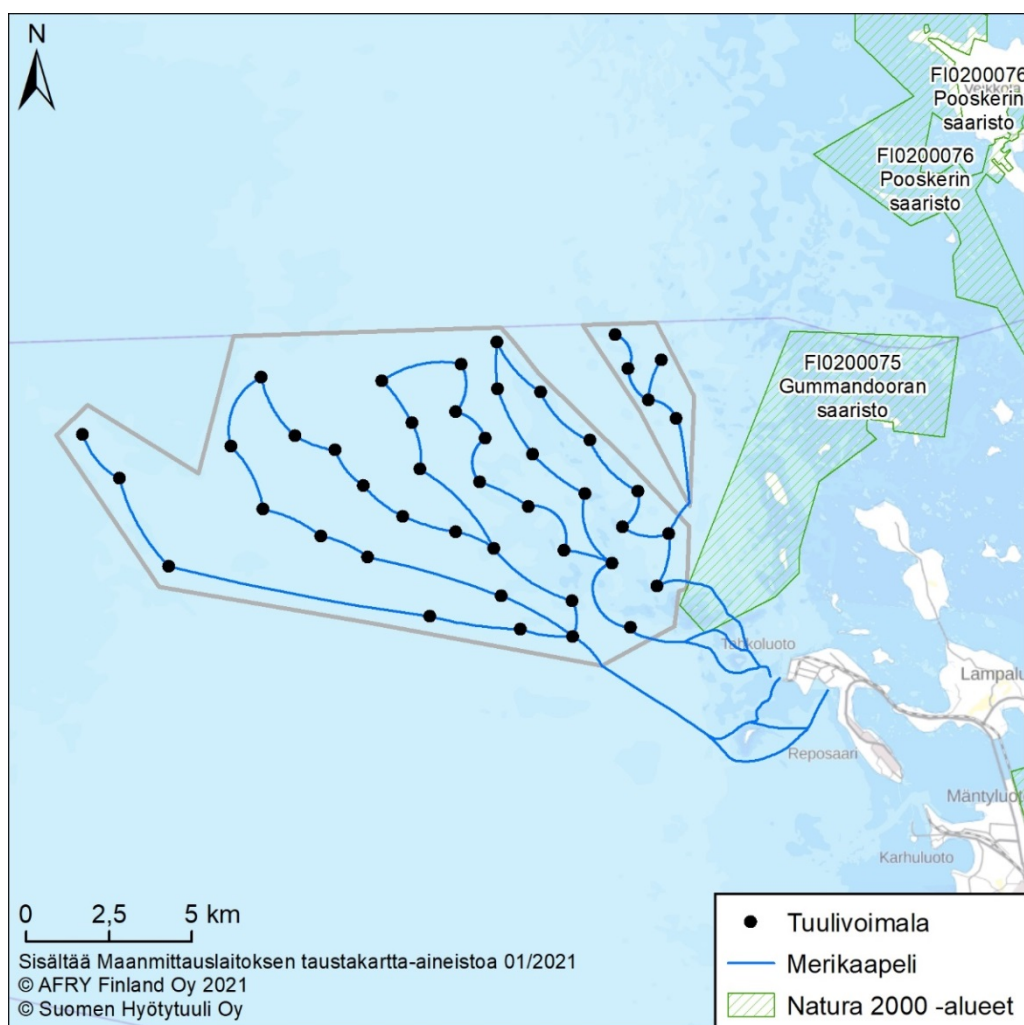 N
FI0200076
Pooskerin
saaristo
FI0200076
Pooskerin
saaristo
FI0200075
Gummandooran
saaristo
Tahkoluoto
Lampalu
Reposaari
Mäntyluoto
Karhuluoto
0 2,5 5 km
Sisältää Maanmittauslaitoksen taustakartta-aineistoa 01/2021
© AFRY Finland Oy 2021
© Suomen Hyötytuuli Oy
Tuulivoimala
Merikaapeli
Natura 2000 -alueet